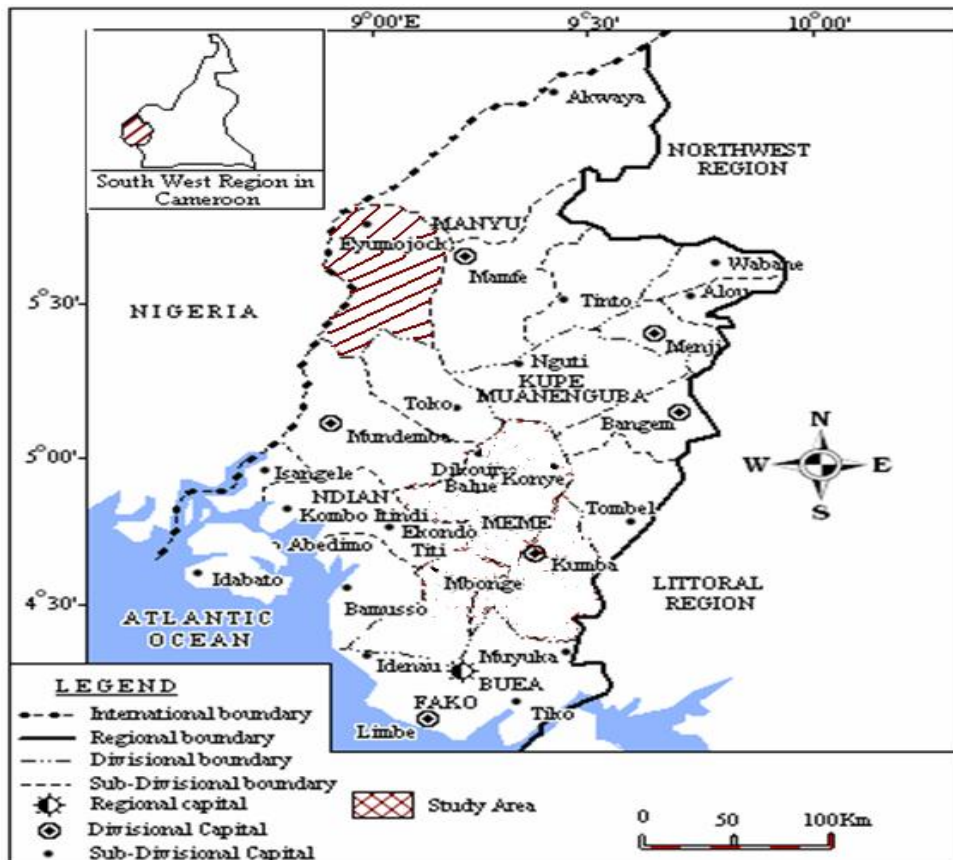 9°00'E
9°30'
10°00'
South West Region in
Cameroon
Akwaya
NORTHWEST
REGION
MANYU
Eyumojock
Mamfe
Wabane
Alou
Tinto
5°30'
NIGERIA
Menji
Nguti
KUPE
MUANENGUBA
Toko
Bangem
Mundemba
N
W
E
S
5°00'
Isangele
Dikoum
Balue
Konye
NDIAN
Kombo Itindi
Tombel
MEME
Ekondo
Titi
Abedimo
Kumba
Idabato
Mbonge
LITTORAL
REGION
4°30'
Bamusso
ATLANTIC
OCEAN
Idenau
Muyuka
BUEA
FAKO
Tiko
Limbe
LEGEND
International boundary
Regional boundary
Divisional boundary
Sub-Divisional boundary
Regional capital
Divisional Capital
Sub-Divisional Capital
Study Area
0
50
100Km